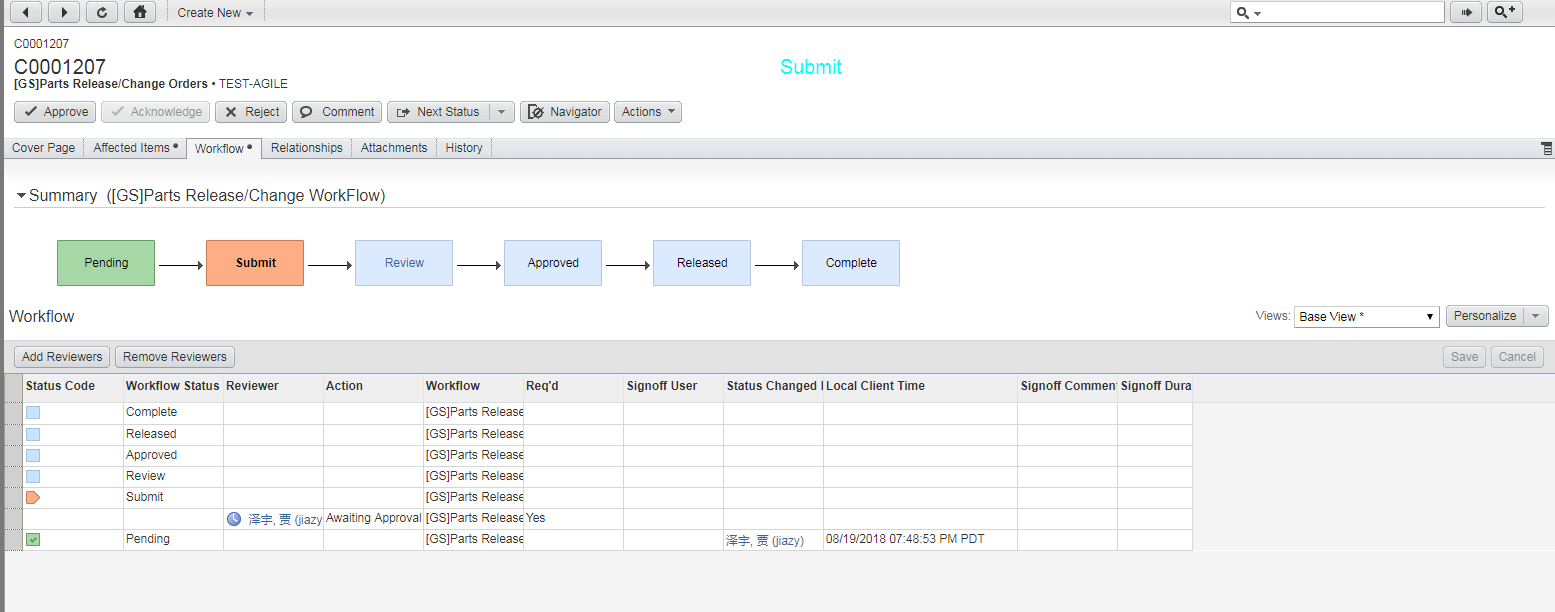 Create New
C0001207
C0001207
Submit
[GS]Parts Release/Change Orders • TEST-AGILE
Approve Acknowledge Reject Comment Next Status Navigator Actions
Cover Page Affected Items • Workflow • Relationships Attachments History
Summary ([GS]Parts Release/Change WorkFlow)
Pending Submit Review Approved Released Complete
Workflow Views: Base View * Personalize
Add Reviewers Remove Reviewers Save Cancel
Status Code Workflow Status Reviewer Action Workflow Req'd Signoff User Status Changed Local Client Time Signoff Commen Signoff Dura
Complete [GS]Parts Release
Released [GS]Parts Release
Approved [GS]Parts Release
Review [GS]Parts Release
Submit [GS]Parts Release
泽宇, 贾 (jiazy Awaiting Approval [GS]Parts Release Yes
Pending [GS]Parts Release 泽宇, 贾 (jiazy) 08/19/2018 07:48:53 PM PDT